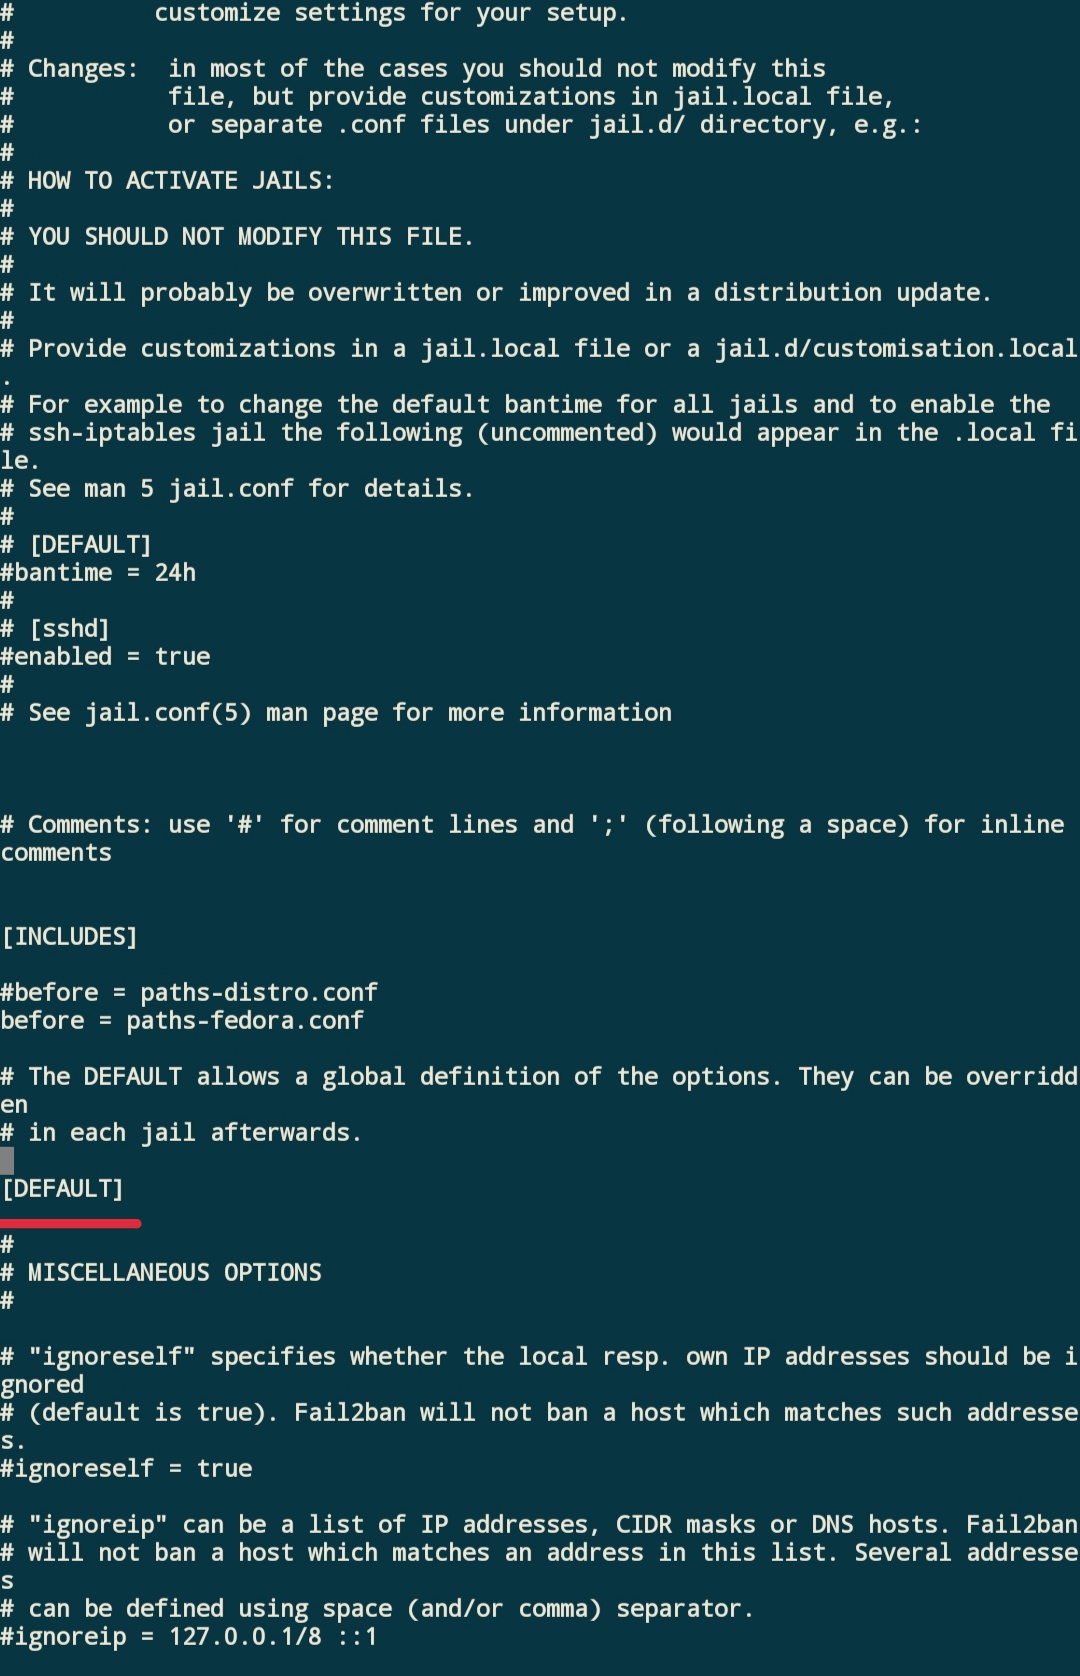 #          customize settings for your setup.
#
# Changes:  in most of the cases you should not modify this
#           file, but provide customizations in jail.local file,
#           or separate .conf files under jail.d/ directory, e.g.:
#
# HOW TO ACTIVATE JAILS:
#
# YOU SHOULD NOT MODIFY THIS FILE.
#
# It will probably be overwritten or improved in a distribution update.
#
# Provide customizations in a jail.local file or a jail.d/customisation.local
.
# For example to change the default bantime for all jails and to enable the
# ssh-iptables jail the following (uncommented) would appear in the .local fi
le.
# See man 5 jail.conf for details.
#
# [DEFAULT]
#bantime = 24h
#
# [sshd]
#enabled = true
#
# See jail.conf(5) man page for more information
# Comments: use '#' for comment lines and ';' (following a space) for inline
comments
[INCLUDES]
#before = paths-distro.conf
before = paths-fedora.conf
# The DEFAULT allows a global definition of the options. They can be overridd
en
# in each jail afterwards.
[DEFAULT]
#
# MISCELLANEOUS OPTIONS
#
# "ignoreself" specifies whether the local resp. own IP addresses should be i
gnored
# (default is true). Fail2ban will not ban a host which matches such addresse
s.
#ignoreself = true
# "ignoreip" can be a list of IP addresses, CIDR masks or DNS hosts. Fail2ban
# will not ban a host which matches an address in this list. Several addresse
s
# can be defined using space (and/or comma) separator.
#ignoreip = 127.0.0.1/8 ::1